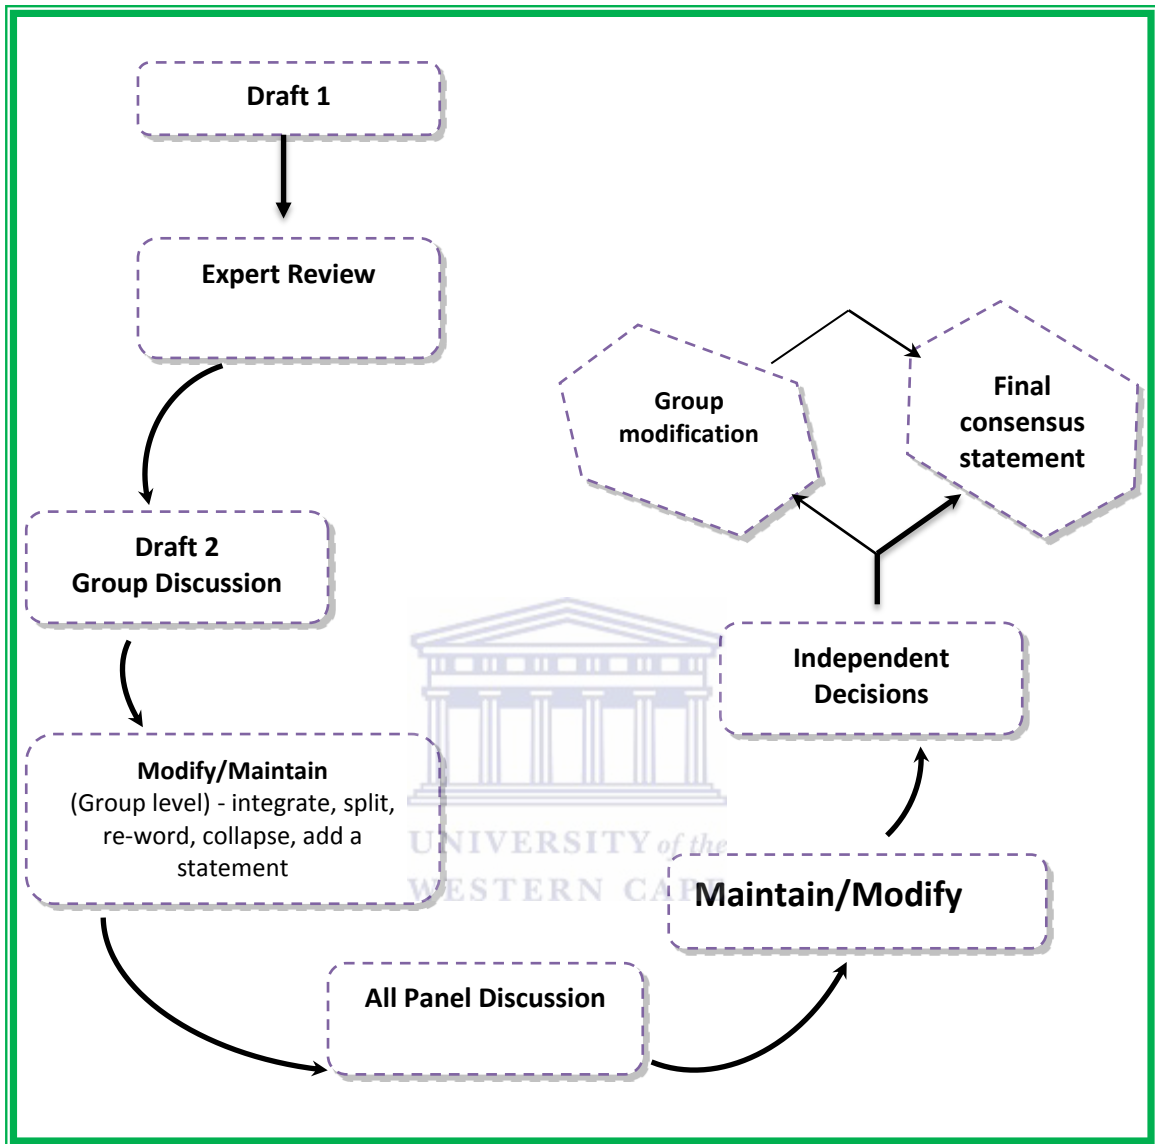 Draft 1
Expert Review
Draft 2
Group Discussion
Modify/Maintain
(Group level) - integrate, split,
re-word, collapse, add a
statement
All Panel Discussion
Maintain/Modify
Independent
Decisions
Group
modification
Final
consensus
statement
UNIVERSITY of the
WESTERN CAPE